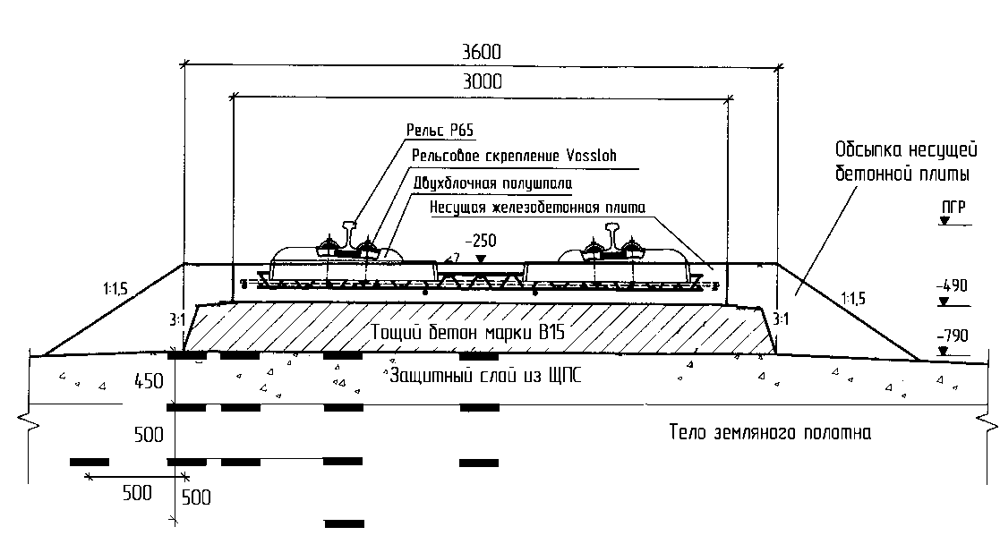 3600
3000
Рельс Р65
Рельсовое скрепление Vossloh
Двухблочная полушпала
Несущая железобетонная плита
Обсыпка несущей
бетонной плиты
ПГР
-250
-490
-790
1:1,5
3:1
3:1
1:1,5
Тощий бетон марки В15
Защитный слой из ЩПС
450
500
Тело земляного полотна
500
500